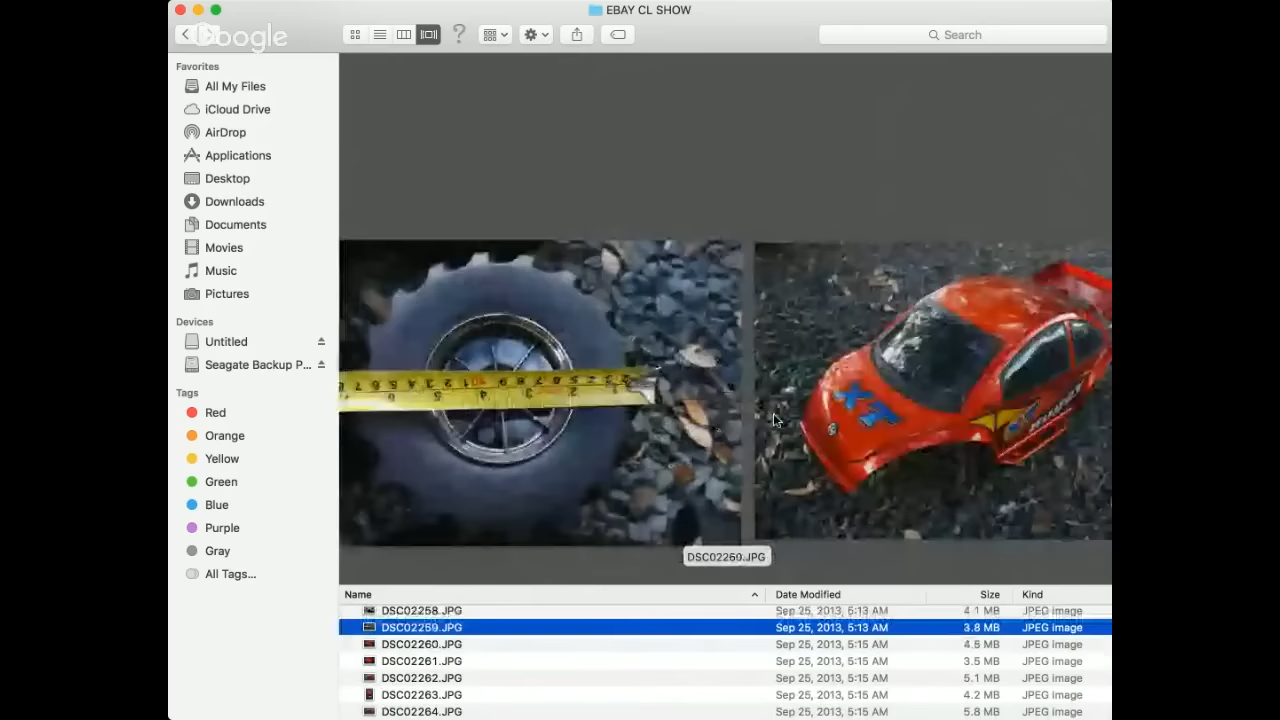 EBAY CL SHOW
Google
Search
Favorites
All My Files
iCloud Drive
AirDrop
Applications
Desktop
Downloads
Documents
Movies
Music
Pictures
Devices
Untitled
Seagate Backup P...
Tags
Red
Orange
Yellow
Green
Blue
Purple
Gray
All Tags...
XT
DSC02260.JPG
Name Date Modified Size Kind
DSC02258.JPG Sep 25, 2013, 5:13 AM 4.1 MB JPEG image
DSC02259.JPG Sep 25, 2013, 5:13 AM 3.8 MB JPEG image
DSC02260.JPG Sep 25, 2013, 5:15 AM 4.5 MB JPEG image
DSC02261.JPG Sep 25, 2013, 5:15 AM 3.5 MB JPEG image
DSC02262.JPG Sep 25, 2013, 5:15 AM 5.1 MB JPEG image
DSC02263.JPG Sep 25, 2013, 5:15 AM 4.2 MB JPEG image
DSC02264.JPG Sep 25, 2013, 5:15 AM 5.8 MB JPEG image